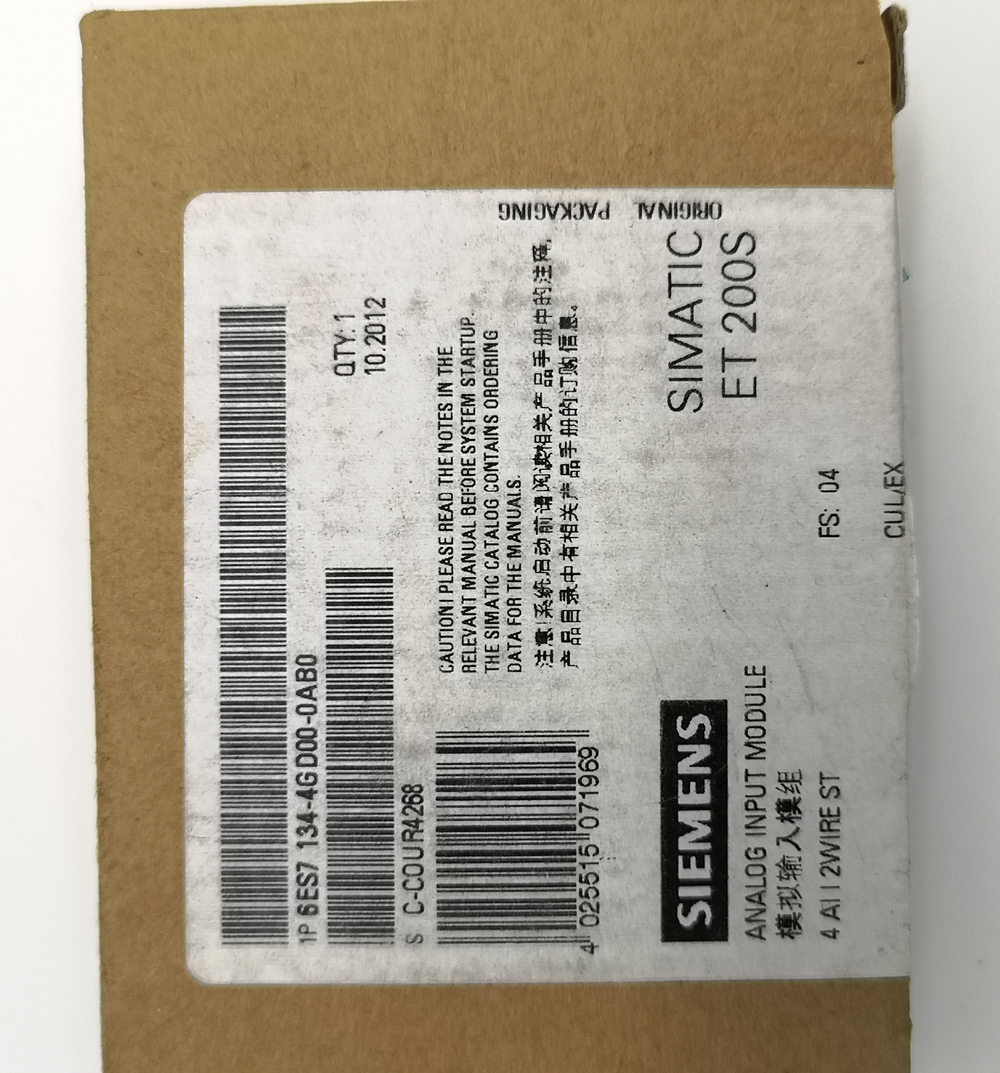 1P 6ES7 134-4GD00-0AB0
QTY: 1
10.2012
S C-COUR4268
CAUTION! PLEASE READ THE NOTES IN THE
RELEVANT MANUAL BEFORE SYSTEM STARTUP.
THE SIMATIC CATALOG CONTAINS ORDERING
DATA FOR THE MANUALS.
注意!系统启动前请阅读相关产品手册中的注释,
产品目录中有相关产品手册的订购信息。
4 025515 071969
ORIGINAL PACKAGING
SIEMENS
SIMATIC
ET 200S
ANALOG INPUT MODULE
模拟输入模组
4 AI I 2WIRE ST
FS: 04
CUL/EX